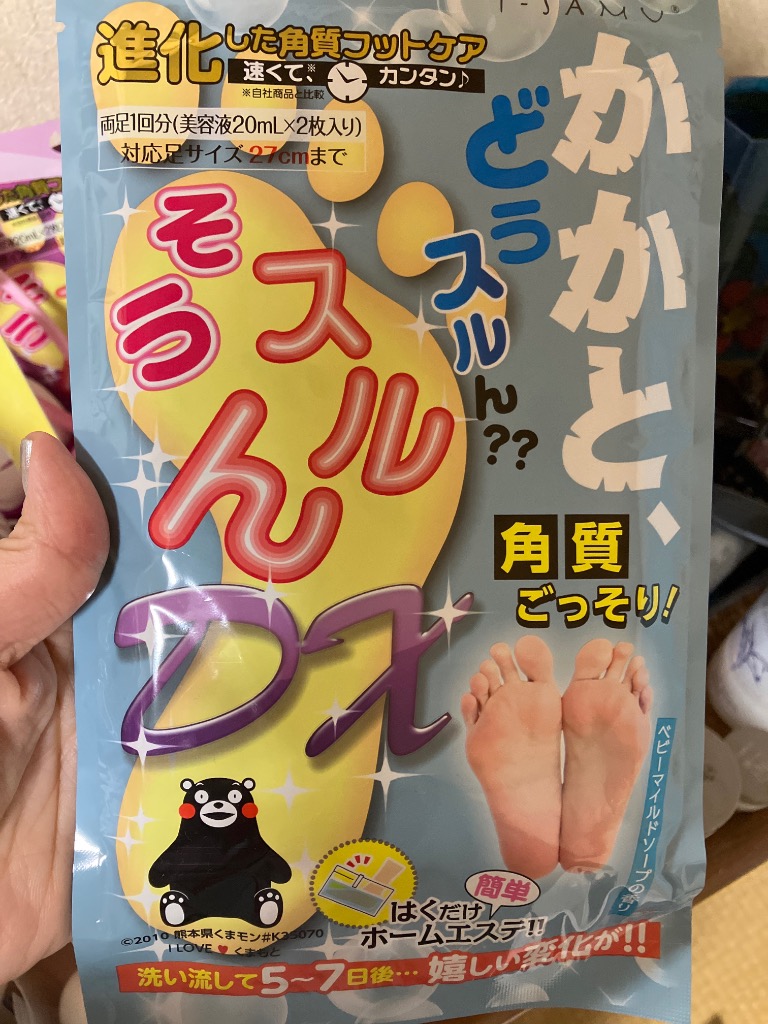 進化した角質フットケア
速くて、※カンタン♪
※自社商品と比較
両足1回分(美容液20mL×2枚入り)
対応足サイズ 27cmまで
かかと、
どう
スルん??
そう
スルん
DX
角質
ごっそり!
ベビーマイルドソープの香り
簡単
はくだけ
ホームエステ!!
©2010 熊本県くまモン#K25070
I LOVE ♥ くまもと
洗い流して5〜7日後… 嬉しい変化が!!